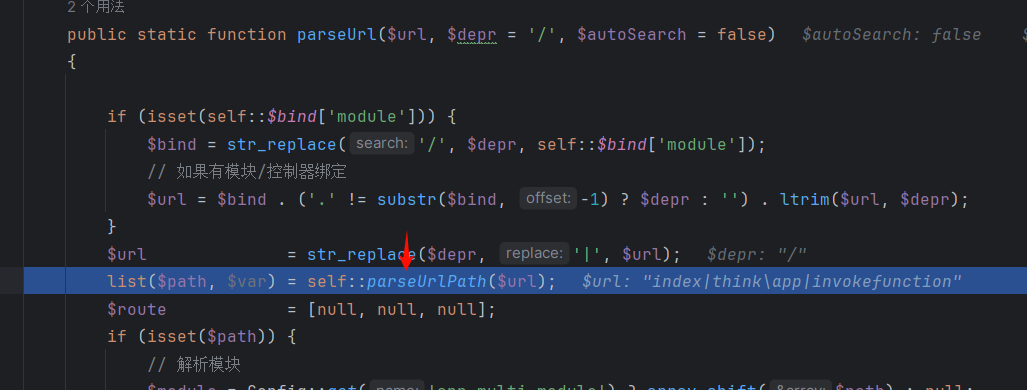 2 个用法
public static function parseUrl($url, $depr = '/', $autoSearch = false) $autoSearch: false
{
if (isset(self::$bind['module'])) {
$bind = str_replace( search: '/', $depr, self::$bind['module']);
// 如果有模块/控制器绑定
$url = $bind . ('.' != substr($bind, offset: -1) ? $depr : '') . ltrim($url, $depr);
}
$url = str_replace($depr, replace: '|', $url); $depr: "/"
list($path, $var) = self::parseUrlPath($url); $url: "index|think\app|invokefunction"
$route = [null, null, null];
if (isset($path)) {
// 解析模块